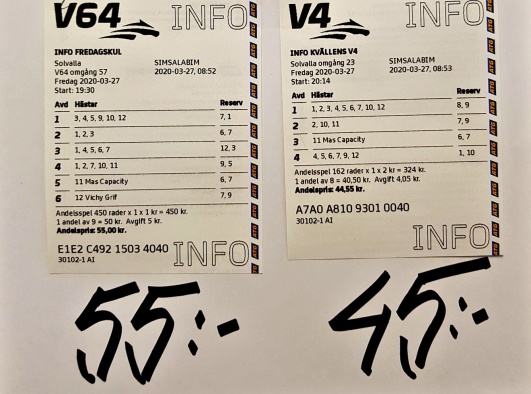 V64 INFO
INFO FREDAGSKUL
Solvalla SIMSALABIM
V64 omgång 57 2020-03-27, 08:52
Fredag 2020-03-27
Start: 19:30
Avd Hästar Reserv
1 3, 4, 5, 9, 10, 12 7, 1
2 1, 2, 3 6, 7
3 1, 4, 5, 6, 7 12, 3
4 1, 2, 7, 10, 11 9, 5
5 11 Mas Capacity 6, 7
6 12 Vichy Grif 7, 9
Andelsspel 450 rader x 1 x 1 kr = 450 kr.
1 andel av 9 = 50 kr. Avgift 5 kr.
Andelspris: 55,00 kr.
E1E2 C492 1503 4040
30102-1 AI
INFO
ATG
55:-
V4 INFO
INFO KVÄLLENS V4
Solvalla omgång 23 SIMSALABIM
Fredag 2020-03-27 2020-03-27, 08:53
Start: 20:14
Avd Hästar Reserv
1 1, 2, 3, 4, 5, 6, 7, 10, 12 8, 9
2 2, 10, 11 7, 9
3 11 Mas Capacity 6, 7
4 4, 5, 6, 7, 9, 12 1, 10
Andelsspel 162 rader x 1 x 2 kr = 324 kr.
1 andel av 8 = 40,50 kr. Avgift 4,05 kr.
Andelspris: 44,55 kr.
A7A0 A810 9301 0040
30102-1 AI
INFO
ATG
45:-